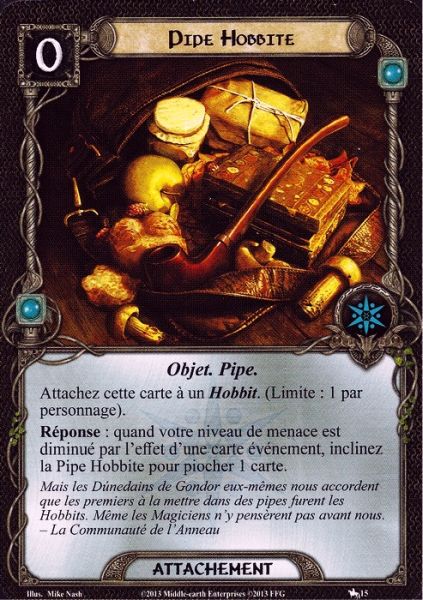 0
PIPE HOBBITE
Objet. Pipe.
Attachez cette carte à un Hobbit. (Limite : 1 par
personnage).
Réponse : quand votre niveau de menace est
diminué par l'effet d'une carte événement, inclinez
la Pipe Hobbite pour piocher 1 carte.
Mais les Dúnedains de Gondor eux-mêmes nous accordent
que les premiers à la mettre dans des pipes furent les
Hobbits. Même les Magiciens n'y pensèrent pas avant nous.
– La Communauté de l'Anneau
ATTACHEMENT
Illus. Mike Nash ©2013 Middle-earth Enterprises ©2013 FFG 15